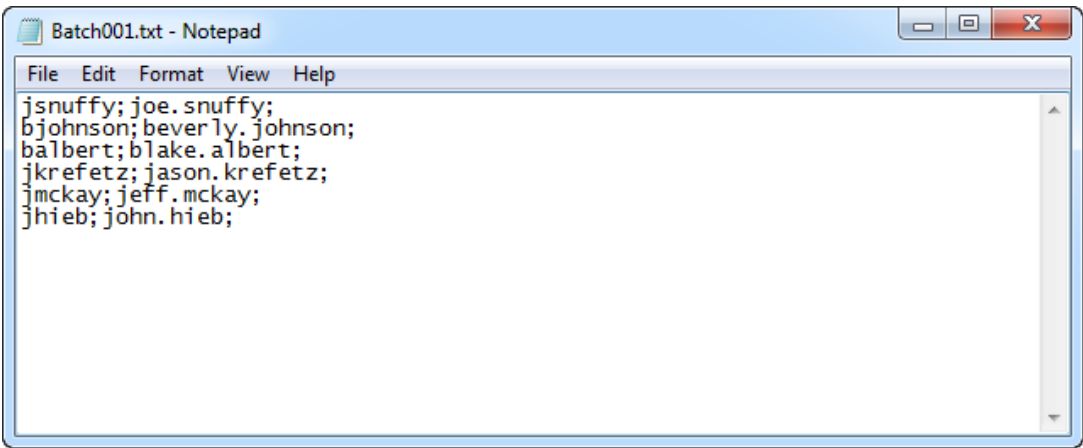 Batch001.txt - Notepad
File Edit Format View Help
jsnuffy;joe.snuffy;
bjohnson;beverly.johnson;
balbert;blake.albert;
jkrefetz;jason.krefetz;
jmckay;jeff.mckay;
jhieb;john.hieb;